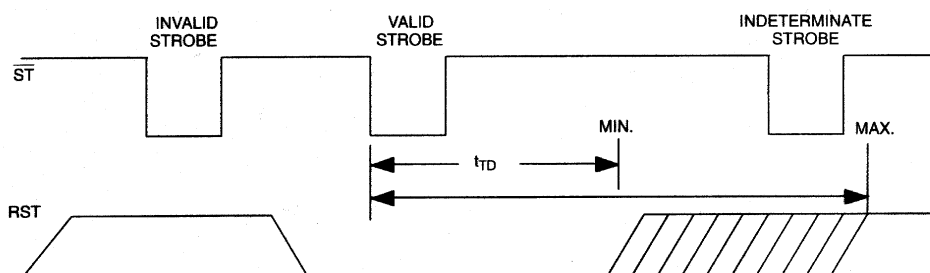 INVALID
STROBE
VALID
STROBE
INDETERMINATE
STROBE
ST
MIN.
MAX.
tTD
RST